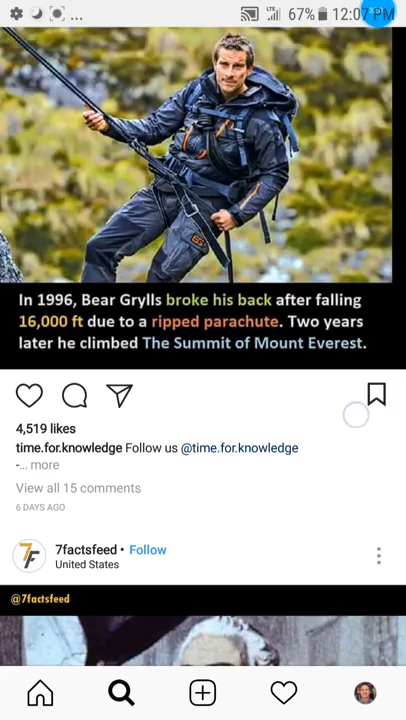 ... 67% 12:07 PM
In 1996, Bear Grylls broke his back after falling
16,000 ft due to a ripped parachute. Two years
later he climbed The Summit of Mount Everest.
4,519 likes
time.for.knowledge Follow us @time.for.knowledge
-... more
View all 15 comments
6 DAYS AGO
7F
7factsfeed • Follow
United States
@7factsfeed